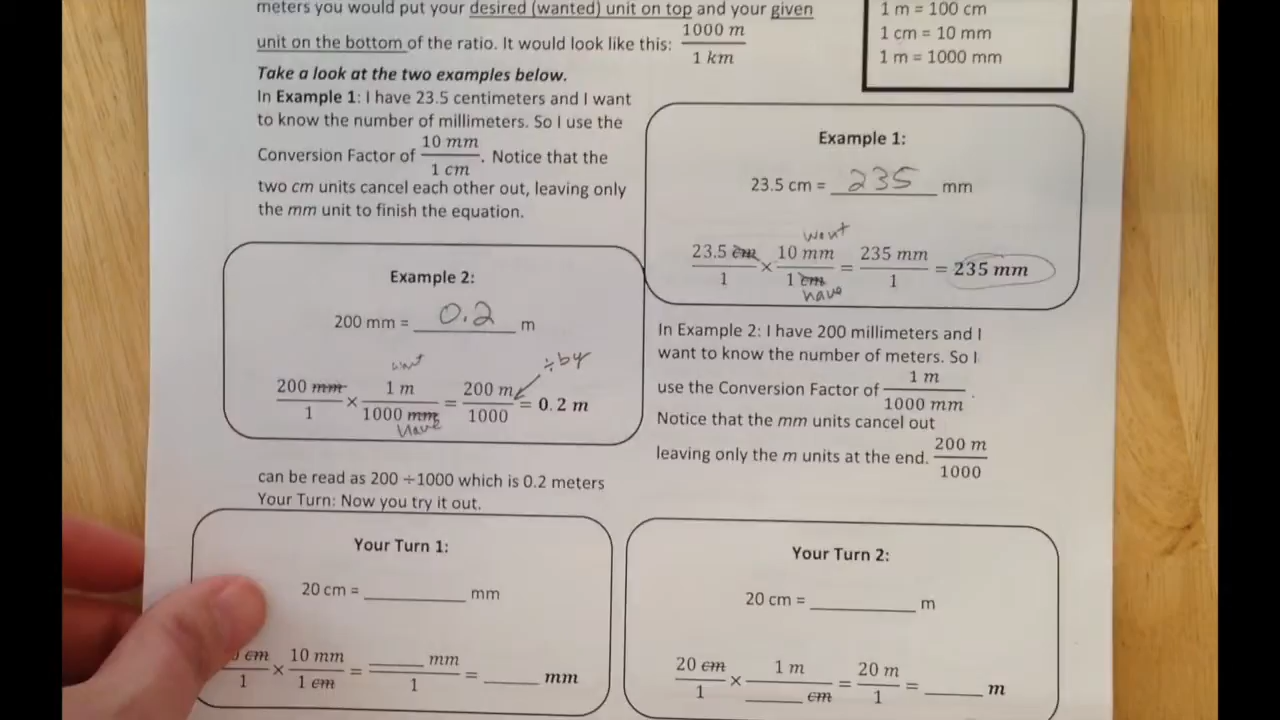 meters you would put your desired (wanted) unit on top and your given
unit on the bottom of the ratio. It would look like this: 1000 m / 1 km
1 m = 100 cm
1 cm = 10 mm
1 m = 1000 mm
Take a look at the two examples below.
In Example 1: I have 23.5 centimeters and I want
to know the number of millimeters. So I use the
Conversion Factor of 10 mm / 1 cm. Notice that the
two cm units cancel each other out, leaving only
the mm unit to finish the equation.
Example 1:
23.5 cm = 235 mm
want
23.5 cm / 1 × 10 mm / 1 cm = 235 mm / 1 = 235 mm
have
Example 2:
200 mm = 0.2 m
want ÷ by
200 mm / 1 × 1 m / 1000 mm = 200 m / 1000 = 0.2 m
have
In Example 2: I have 200 millimeters and I
want to know the number of meters. So I
use the Conversion Factor of 1 m / 1000 mm.
Notice that the mm units cancel out
leaving only the m units at the end. 200 m / 1000
can be read as 200 ÷1000 which is 0.2 meters
Your Turn: Now you try it out.
Your Turn 1:
20 cm = ________ mm
cm / 1 × 10 mm / 1 cm = ____ mm / 1 = ____ mm
Your Turn 2:
20 cm = ________ m
20 cm / 1 × 1 m / ____ cm = 20 m / 1 = ____ m